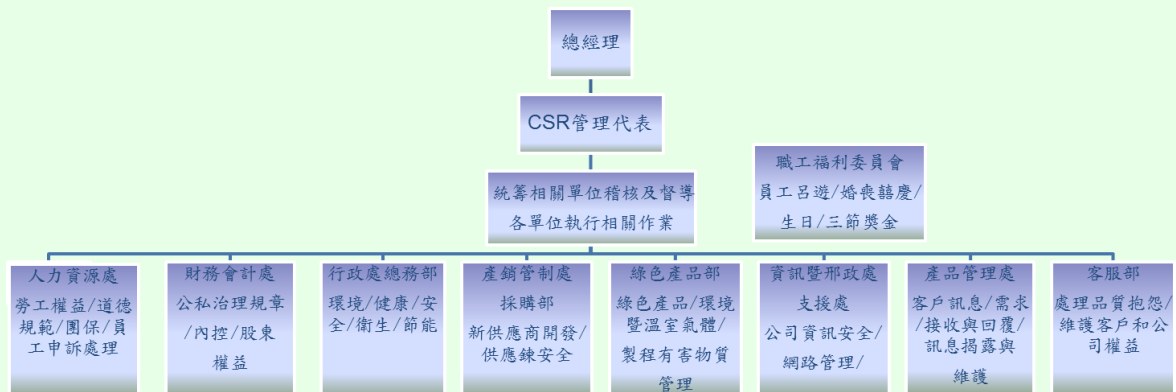 總經理
CSR管理代表
職工福利委員會
員工呂遊/婚喪囍慶/
生日/三節獎金
統籌相關單位稽核及督導
各單位執行相關作業
人力資源處
勞工權益/道德
規範/團保/員
工申訴處理
財務會計處
公私治理規章
/內控/股東
權益
行政處總務部
環境/健康/安
全/衛生/節能
產銷管制處
採購部
新供應商開發/
供應鍊安全
綠色產品部
綠色產品/環境
暨溫室氣體/
製程有害物質
管理
資訊暨邢政處
支援處
公司資訊安全/
網路管理/
產品管理處
客戶訊息/需求
/接收與回覆/
訊息揭露與
維護
客服部
處理品質抱怨/
維護客戶和公
司權益